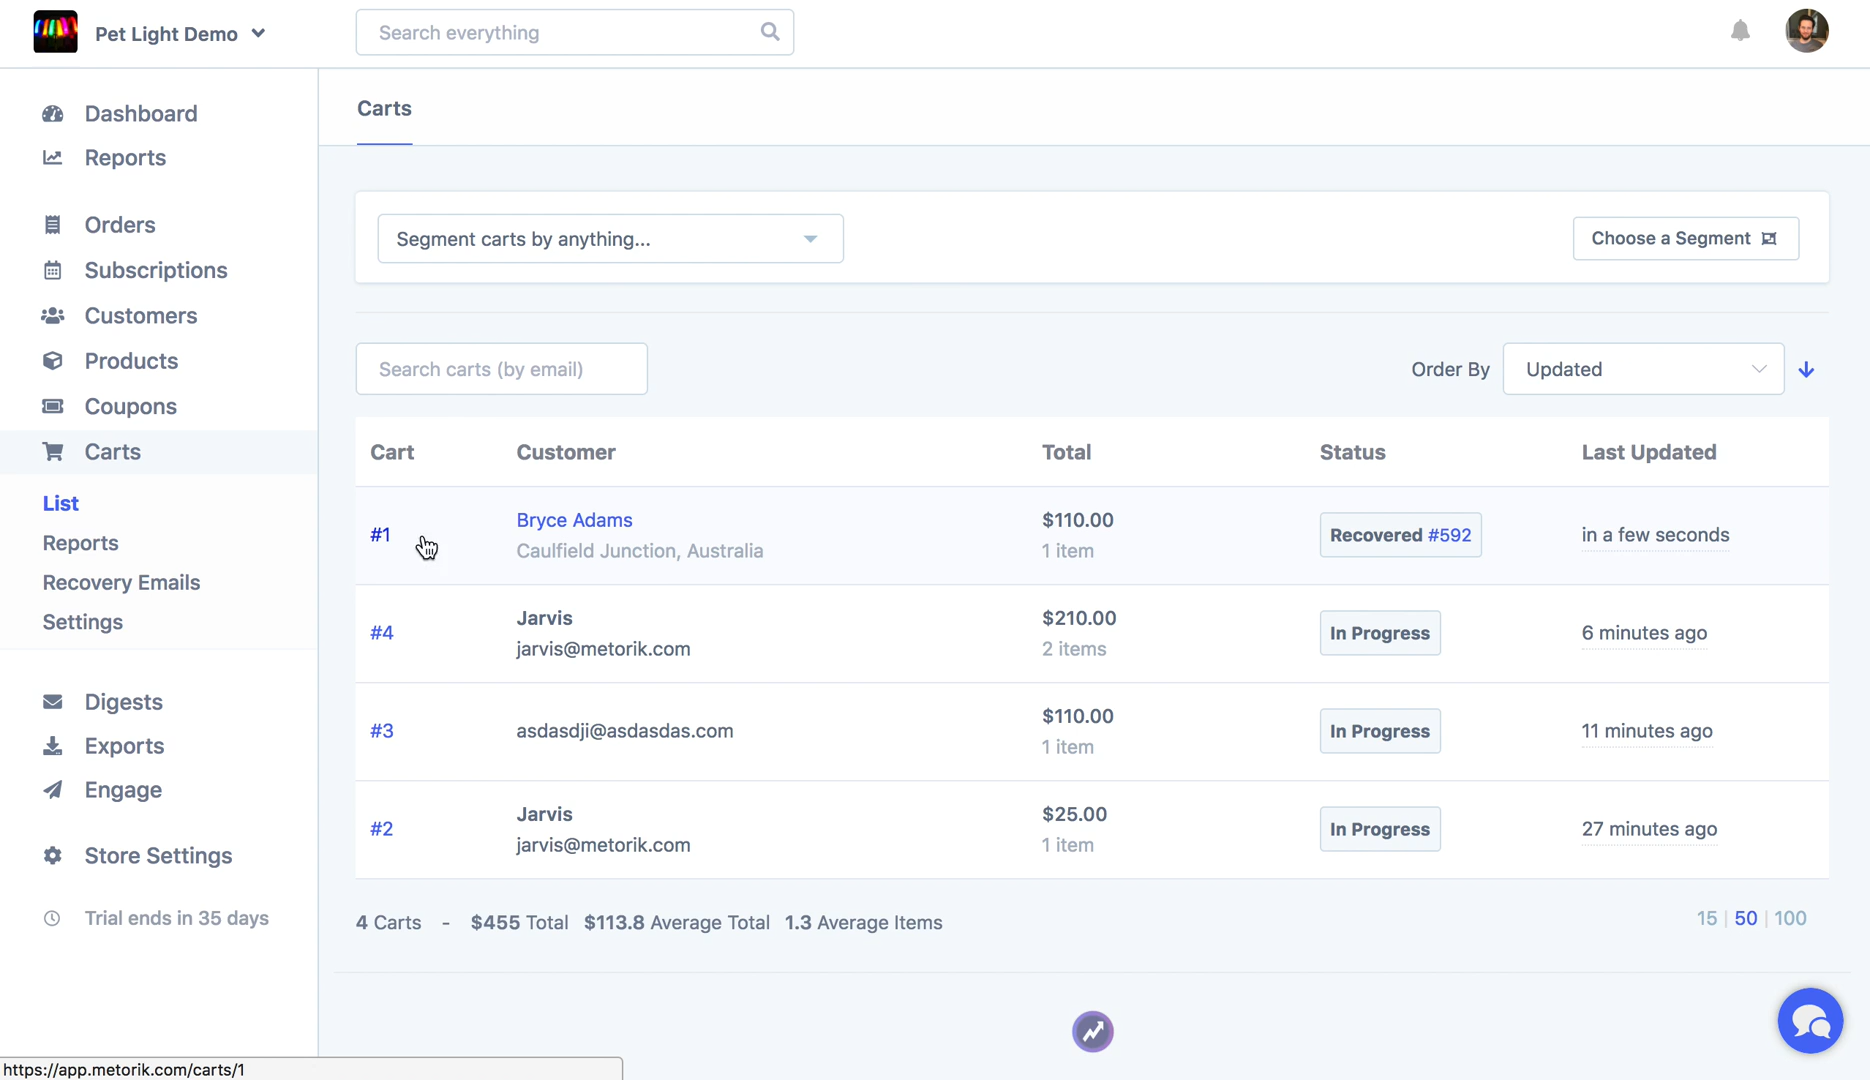 Pet Light Demo
Search everything
Dashboard
Reports
Orders
Subscriptions
Customers
Products
Coupons
Carts
List
Reports
Recovery Emails
Settings
Digests
Exports
Engage
Store Settings
Trial ends in 35 days
Carts
Segment carts by anything...
Choose a Segment
Search carts (by email)
Order By Updated
Cart Customer Total Status Last Updated
#1 Bryce Adams $110.00 Recovered #592 in a few seconds
Caulfield Junction, Australia 1 item
#4 Jarvis $210.00 In Progress 6 minutes ago
jarvis@metorik.com 2 items
#3 asdasdji@asdasdas.com $110.00 In Progress 11 minutes ago
1 item
#2 Jarvis $25.00 In Progress 27 minutes ago
jarvis@metorik.com 1 item
4 Carts - $455 Total $113.8 Average Total 1.3 Average Items
15 | 50 | 100
https://app.metorik.com/carts/1